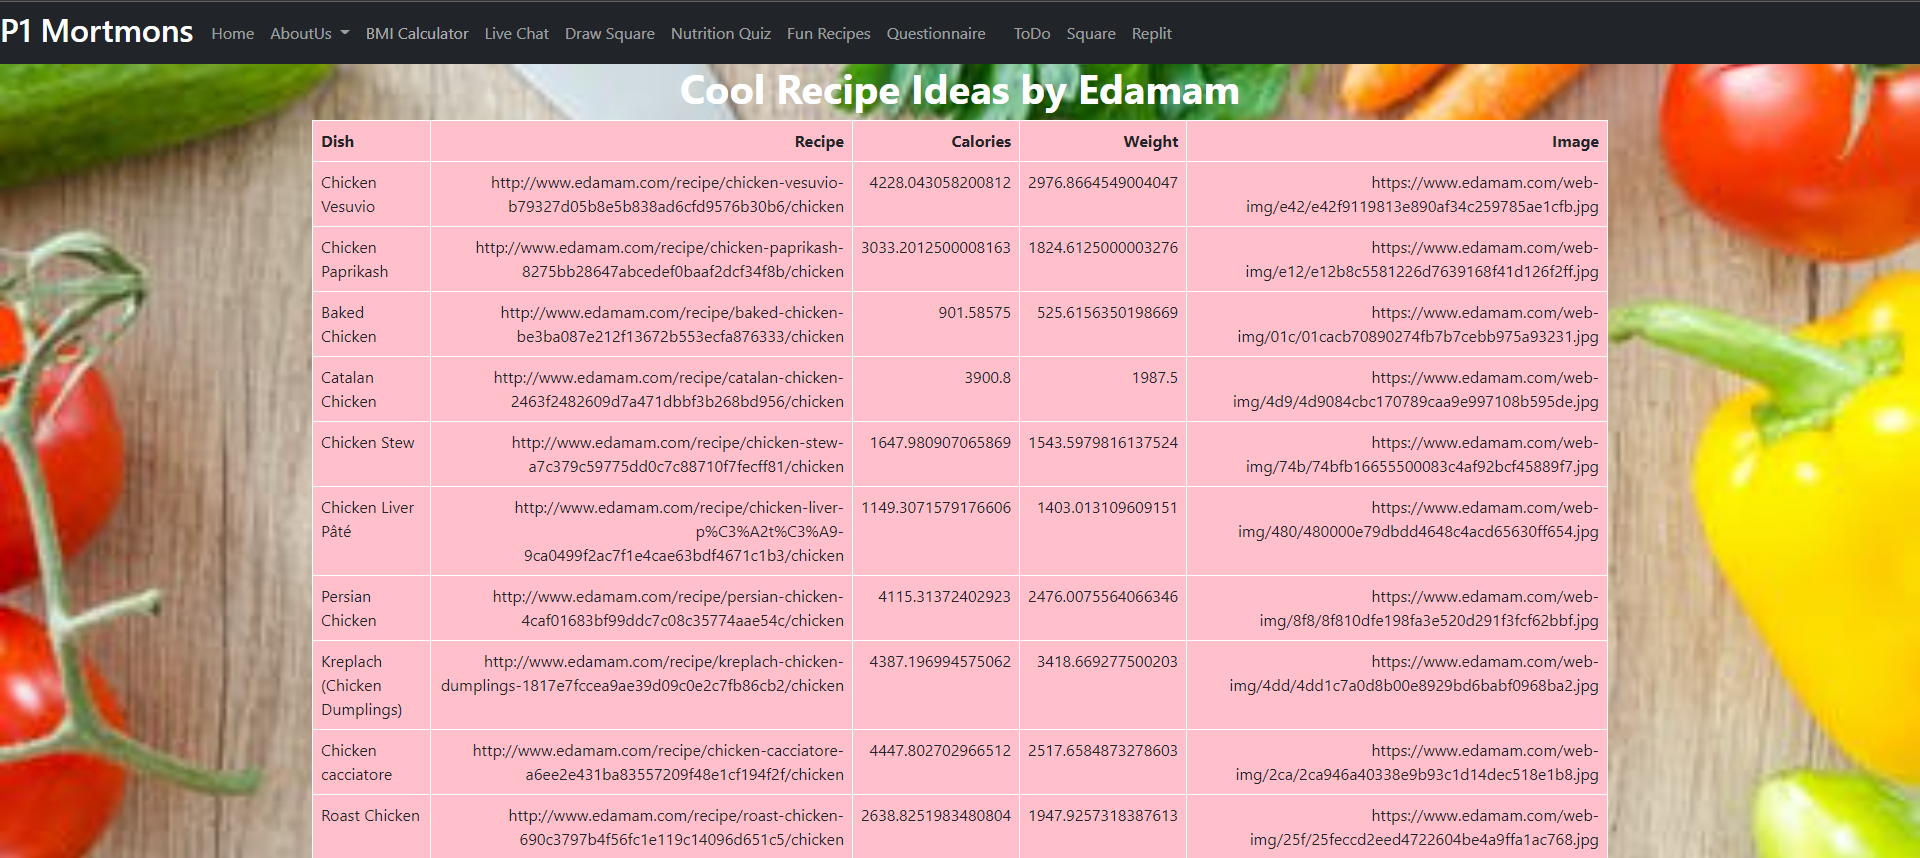 P1 Mortmons Home AboutUs BMI Calculator Live Chat Draw Square Nutrition Quiz Fun Recipes Questionnaire ToDo Square Replit
Cool Recipe Ideas by Edamam
Dish Recipe Calories Weight Image
Chicken http://www.edamam.com/recipe/chicken-vesuvio- 4228.043058200812 2976.8664549004047 https://www.edamam.com/web-
Vesuvio b79327d05b8e5b838ad6cfd9576b30b6/chicken img/e42/e42f9119813e890af34c259785ae1cfb.jpg
Chicken http://www.edamam.com/recipe/chicken-paprikash- 3033.2012500008163 1824.6125000003276 https://www.edamam.com/web-
Paprikash 8275bb28647abcedef0baaf2dcf34f8b/chicken img/e12/e12b8c5581226d7639168f41d126f2ff.jpg
Baked http://www.edamam.com/recipe/baked-chicken- 901.58575 525.6156350198669 https://www.edamam.com/web-
Chicken be3ba087e212f13672b553ecfa876333/chicken img/01c/01cacb70890274fb7b7cebb975a93231.jpg
Catalan http://www.edamam.com/recipe/catalan-chicken- 3900.8 1987.5 https://www.edamam.com/web-
Chicken 2463f2482609d7a471dbbf3b268bd956/chicken img/4d9/4d9084cbc170789caa9e997108b595de.jpg
Chicken Stew http://www.edamam.com/recipe/chicken-stew- 1647.980907065869 1543.5979816137524 https://www.edamam.com/web-
a7c379c59775dd0c7c88710f7fecff81/chicken img/74b/74bfb16655500083c4af92bcf45889f7.jpg
Chicken Liver http://www.edamam.com/recipe/chicken-liver- 1149.3071579176606 1403.013109609151 https://www.edamam.com/web-
Pâté p%C3%A2t%C3%A9- img/480/480000e79dbdd4648c4acd65630ff654.jpg
9ca0499f2ac7f1e4cae63bdf4671c1b3/chicken
Persian http://www.edamam.com/recipe/persian-chicken- 4115.31372402923 2476.0075564066346 https://www.edamam.com/web-
Chicken 4caf01683bf99ddc7c08c35774aae54c/chicken img/8f8/8f810dfe198fa3e520d291f3fcf62bbf.jpg
Kreplach http://www.edamam.com/recipe/kreplach-chicken- 4387.196994575062 3418.669277500203 https://www.edamam.com/web-
(Chicken dumplings-1817e7fccea9ae39d09c0e2c7fb86cb2/chicken img/4dd/4dd1c7a0d8b00e8929bd6babf0968ba2.jpg
Dumplings)
Chicken http://www.edamam.com/recipe/chicken-cacciatore- 4447.802702966512 2517.6584873278603 https://www.edamam.com/web-
cacciatore a6ee2e431ba83557209f48e1cf194f2f/chicken img/2ca/2ca946a40338e9b93c1d14dec518e1b8.jpg
Roast Chicken http://www.edamam.com/recipe/roast-chicken- 2638.8251983480804 1947.9257318387613 https://www.edamam.com/web-
690c3797b4f56fc1e119c14096d651c5/chicken img/25f/25feccd2eed4722604be4a9ffa1ac768.jpg